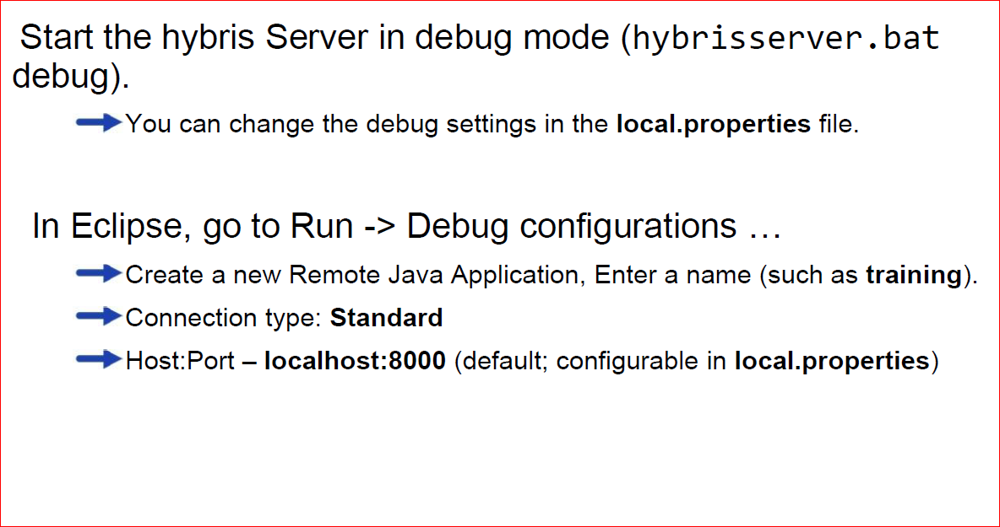 Start the hybris Server in debug mode (hybrisserver.bat
debug).
You can change the debug settings in the local.properties file.
In Eclipse, go to Run -> Debug configurations …
Create a new Remote Java Application, Enter a name (such as training).
Connection type: Standard
Host:Port – localhost:8000 (default; configurable in local.properties)